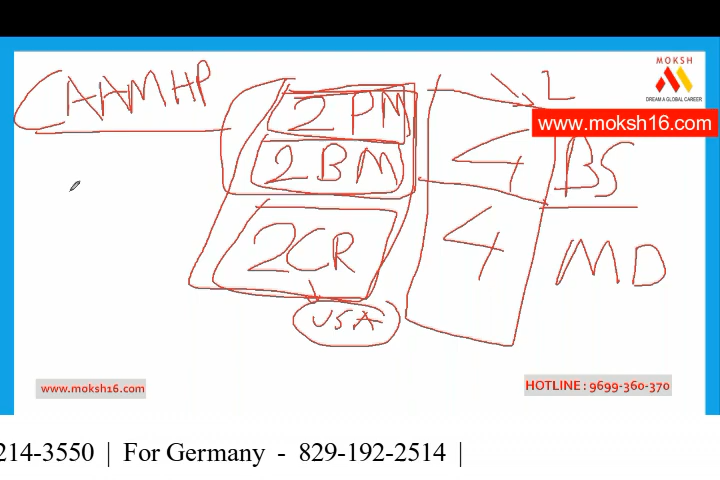 CAAMHP
2 PM
2 BM
2CR
USA
4
4
BS
MD
MOKSH
DREAM A GLOBAL CAREER
www.moksh16.com
www.moksh16.com
HOTLINE : 9699-360-370
214-3550 | For Germany - 829-192-2514 |